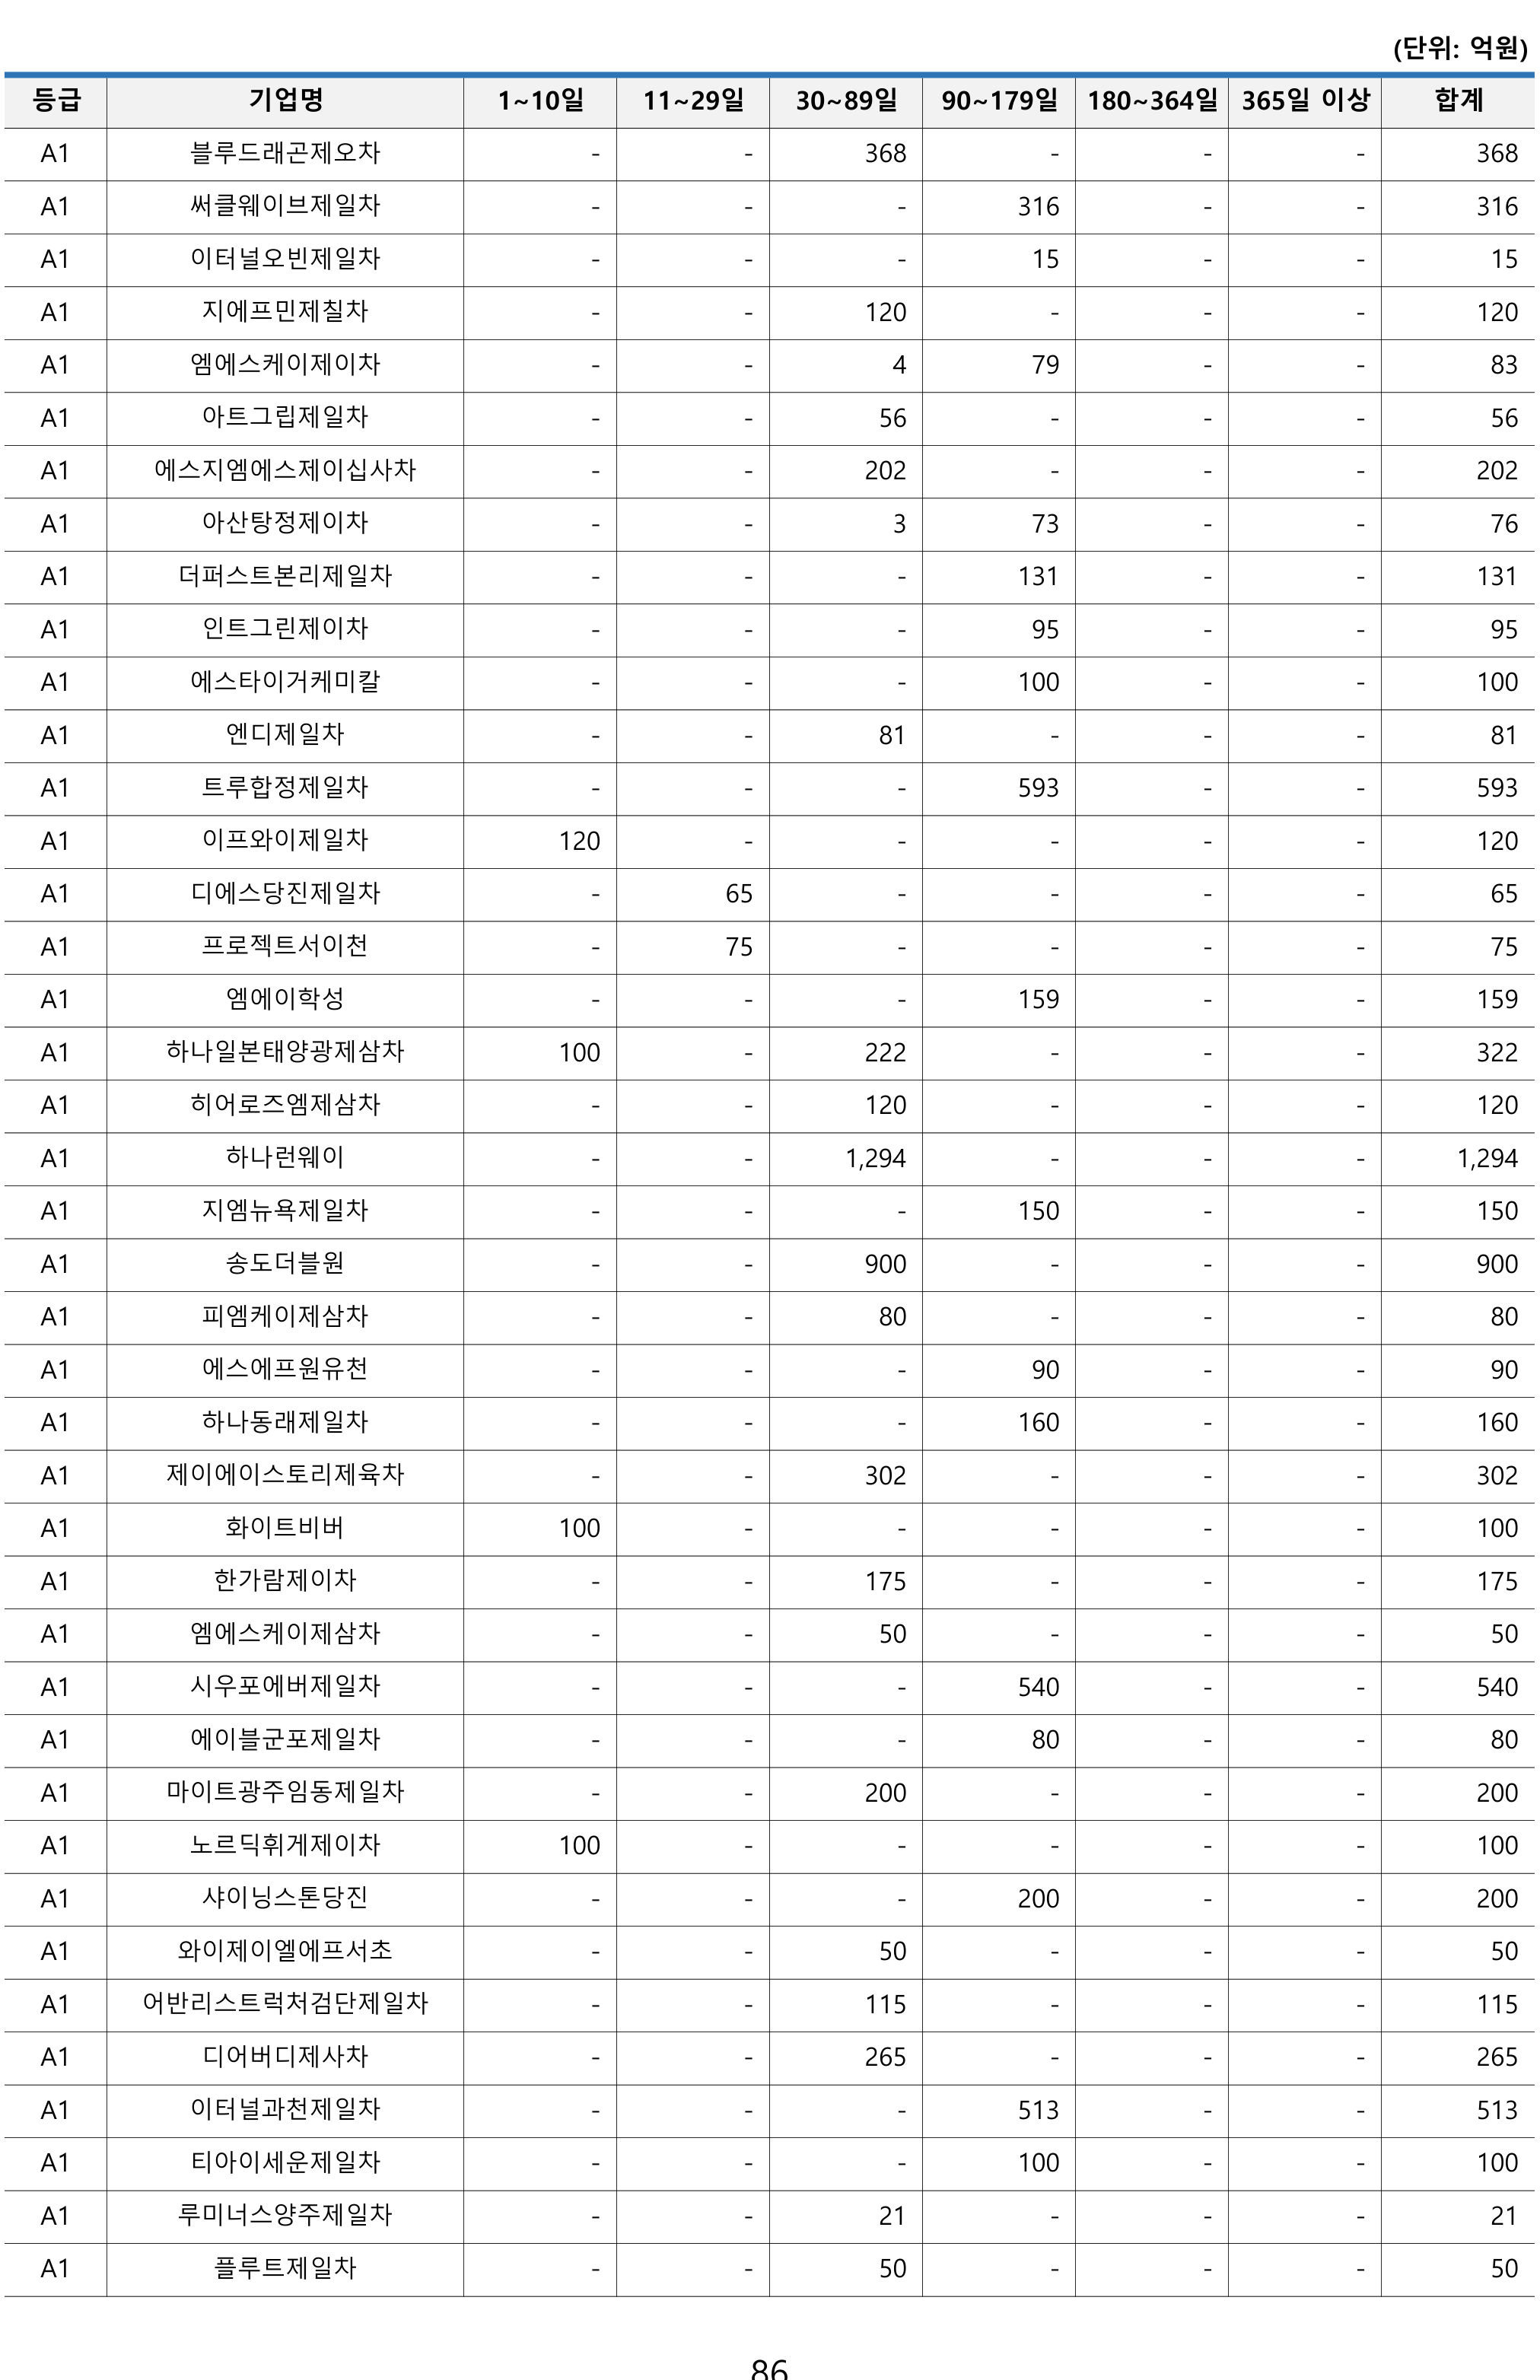 (단위: 억원)
등급 기업명 1~10일 11~29일 30~89일 90~179일 180~364일 365일 이상 합계
A1 블루드래곤제오차 - - 368 - - - 368
A1 써클웨이브제일차 - - - 316 - - 316
A1 이터널오빈제일차 - - - 15 - - 15
A1 지에프민제칠차 - - 120 - - - 120
A1 엠에스케이제이차 - - 4 79 - - 83
A1 아트그립제일차 - - 56 - - - 56
A1 에스지엠에스제이십사차 - - 202 - - - 202
A1 아산탕정제이차 - - 3 73 - - 76
A1 더퍼스트본리제일차 - - - 131 - - 131
A1 인트그린제이차 - - - 95 - - 95
A1 에스타이거케미칼 - - - 100 - - 100
A1 엔디제일차 - - 81 - - - 81
A1 트루합정제일차 - - - 593 - - 593
A1 이프와이제일차 120 - - - - - 120
A1 디에스당진제일차 - 65 - - - - 65
A1 프로젝트서이천 - 75 - - - - 75
A1 엠에이학성 - - - 159 - - 159
A1 하나일본태양광제삼차 100 - 222 - - - 322
A1 히어로즈엠제삼차 - - 120 - - - 120
A1 하나런웨이 - - 1,294 - - - 1,294
A1 지엠뉴욕제일차 - - - 150 - - 150
A1 송도더블원 - - 900 - - - 900
A1 피엠케이제삼차 - - 80 - - - 80
A1 에스에프원유천 - - - 90 - - 90
A1 하나동래제일차 - - - 160 - - 160
A1 제이에이스토리제육차 - - 302 - - - 302
A1 화이트비버 100 - - - - - 100
A1 한가람제이차 - - 175 - - - 175
A1 엠에스케이제삼차 - - 50 - - - 50
A1 시우포에버제일차 - - - 540 - - 540
A1 에이블군포제일차 - - - 80 - - 80
A1 마이트광주임동제일차 - - 200 - - - 200
A1 노르딕휘게제이차 100 - - - - - 100
A1 샤이닝스톤당진 - - - 200 - - 200
A1 와이제이엘에프서초 - - 50 - - - 50
A1 어반리스트럭처검단제일차 - - 115 - - - 115
A1 디어버디제사차 - - 265 - - - 265
A1 이터널과천제일차 - - - 513 - - 513
A1 티아이세운제일차 - - - 100 - - 100
A1 루미너스양주제일차 - - 21 - - - 21
A1 플루트제일차 - - 50 - - - 50
86